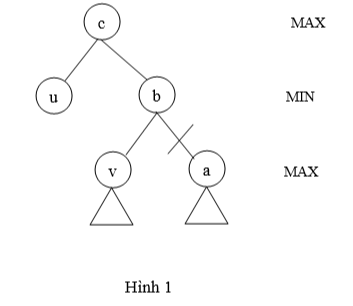 c MAX
u b MIN
v a MAX
Hình 1